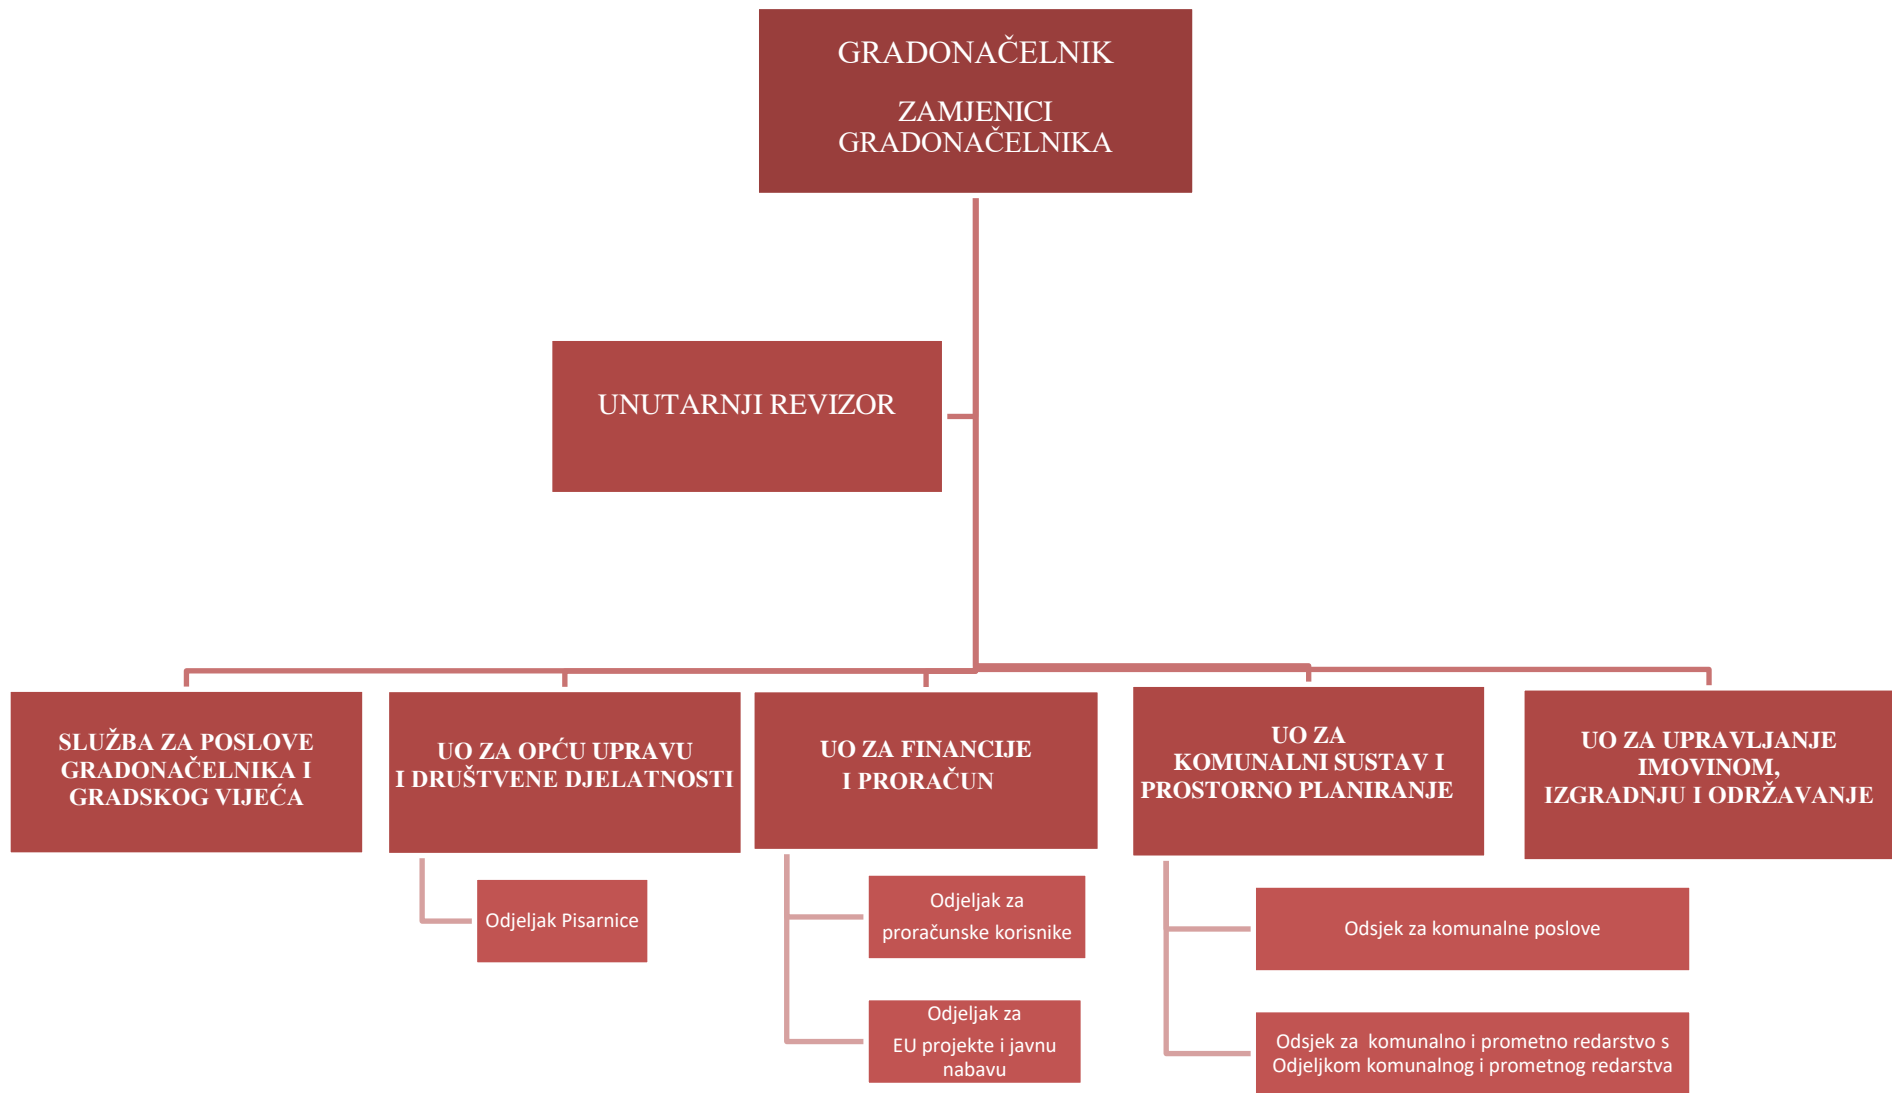 GRADONAČELNIK
ZAMJENICI
GRADONAČELNIKA
UNUTARNJI REVIZOR
SLUŽBA ZA POSLOVE
GRADONAČELNIKA I
GRADSKOG VIJEĆA
UO ZA OPĆU UPRAVU
I DRUŠTVENE DJELATNOSTI
UO ZA FINANCIJE
I PRORAČUN
UO ZA
KOMUNALNI SUSTAV I
PROSTORNO PLANIRANJE
UO ZA UPRAVLJANJE
IMOVINOM,
IZGRADNJU I ODRŽAVANJE
Odjeljak Pisarnice
Odjeljak za
proračunske korisnike
Odjeljak za
EU projekte i javnu
nabavu
Odsjek za komunalne poslove
Odsjek za  komunalno i prometno redarstvo s
Odjeljkom komunalnog i prometnog redarstva